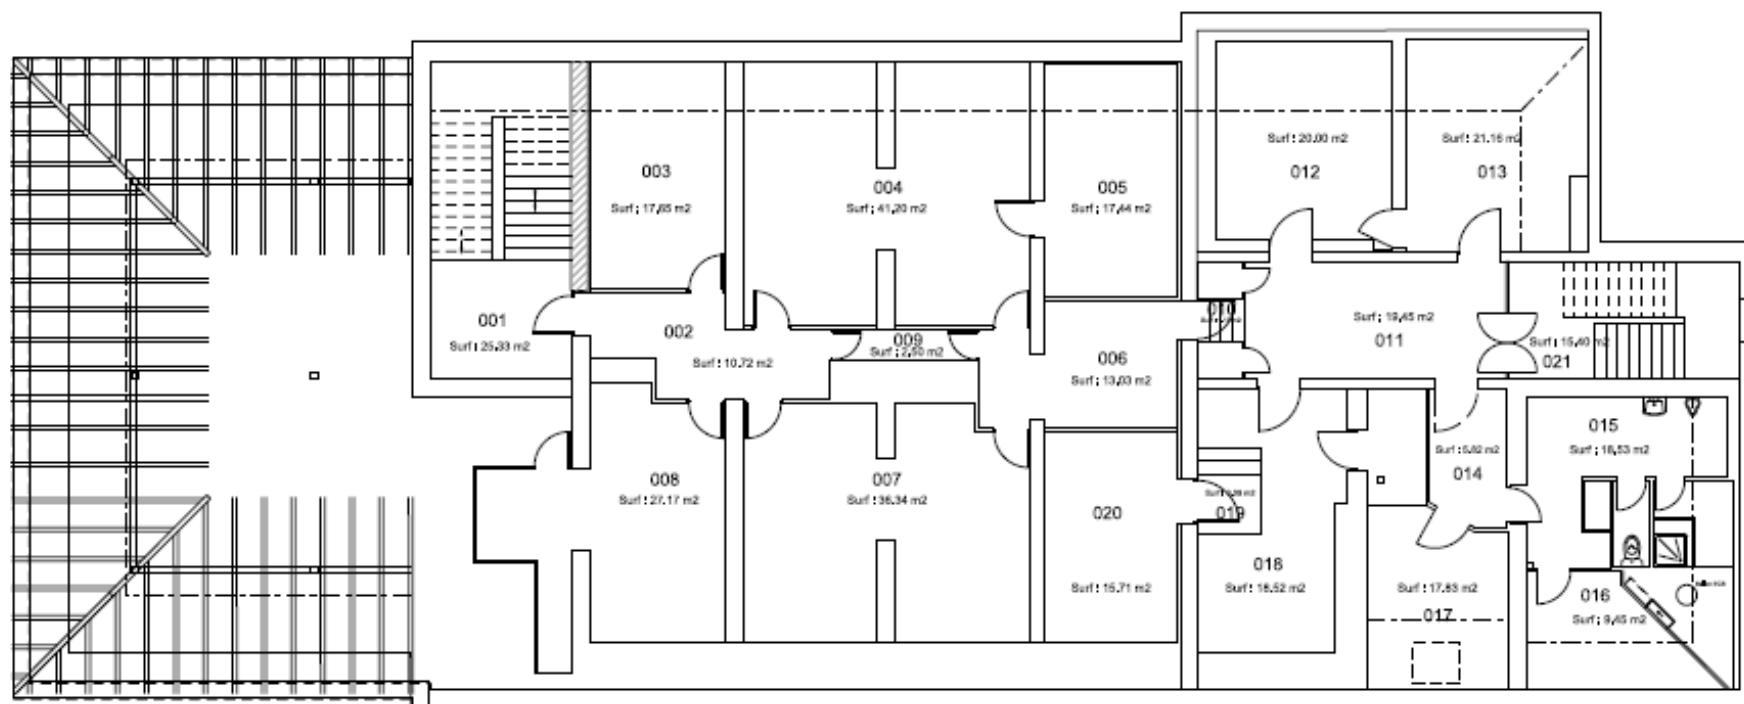 003
Surf : 17,65 m2
004
Surf : 41,20 m2
005
Surf : 17,44 m2
Surf : 20.00 m2
012
Surf : 21.16 m2
013
001
Surf : 25,33 m2
002
Surf : 10.72 m2
009
Surf : 2,50 m2
006
Surf : 13,03 m2
010
Surf : 19,45 m2
011
Surf : 15,40 m2
021
008
Surf : 27.17 m2
007
Surf : 36.34 m2
020
Surf : 15.71 m2
019
018
Surf : 18.52 m2
Surf : 5,82 m2
014
015
Surf : 18,53 m2
Surf : 17.83 m2
017
016
Surf : 9,45 m2